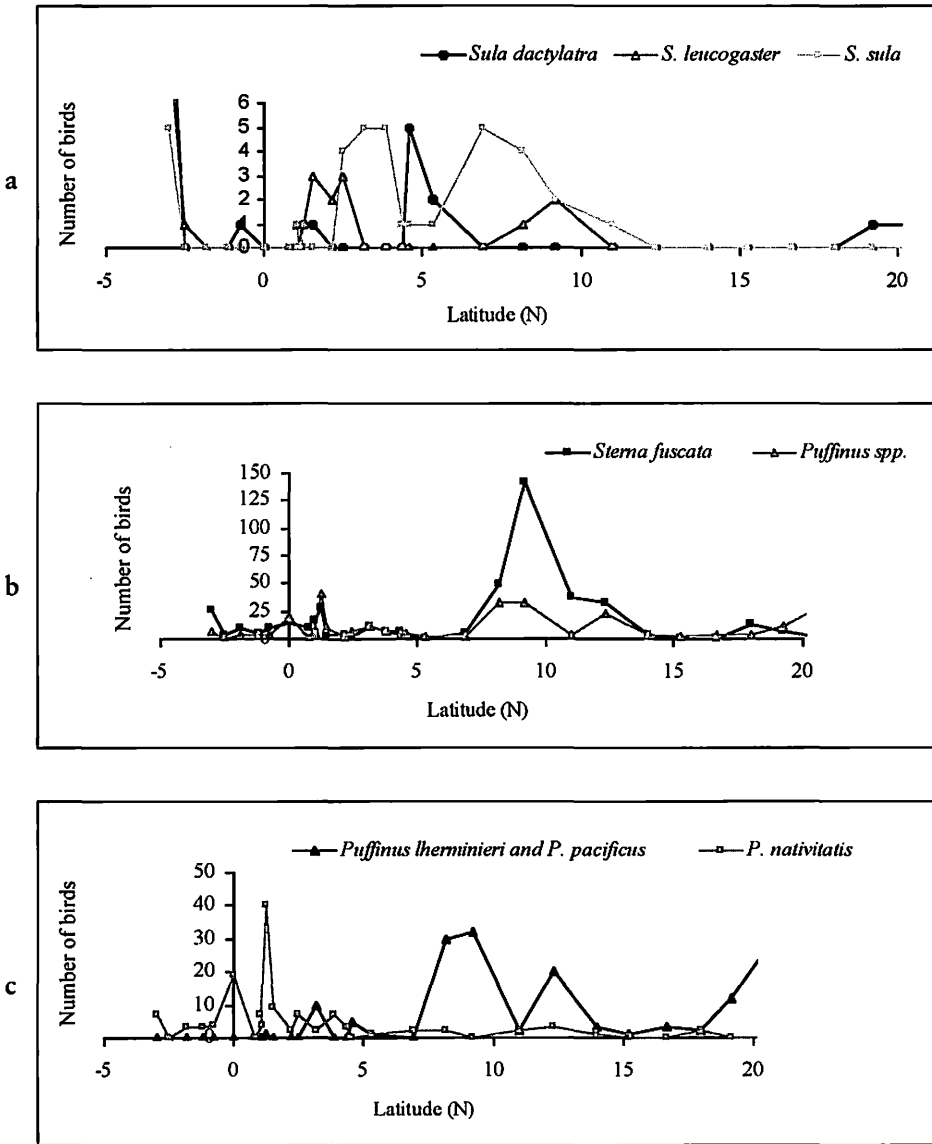 a
Sula dactylatra S. leucogaster S. sula
Number of birds
6
5
4
3
2
1
0
-5 0 5 10 15 20
Latitude (N)
b
Sterna fuscata Puffinus spp.
Number of birds
150
125
100
75
50
25
0
-5 0 5 10 15 20
Latitude (N)
c
Puffinus lherminieri and P. pacificus P. nativitatis
Number of birds
50
40
30
20
10
0
-5 0 5 10 15 20
Latitude (N)